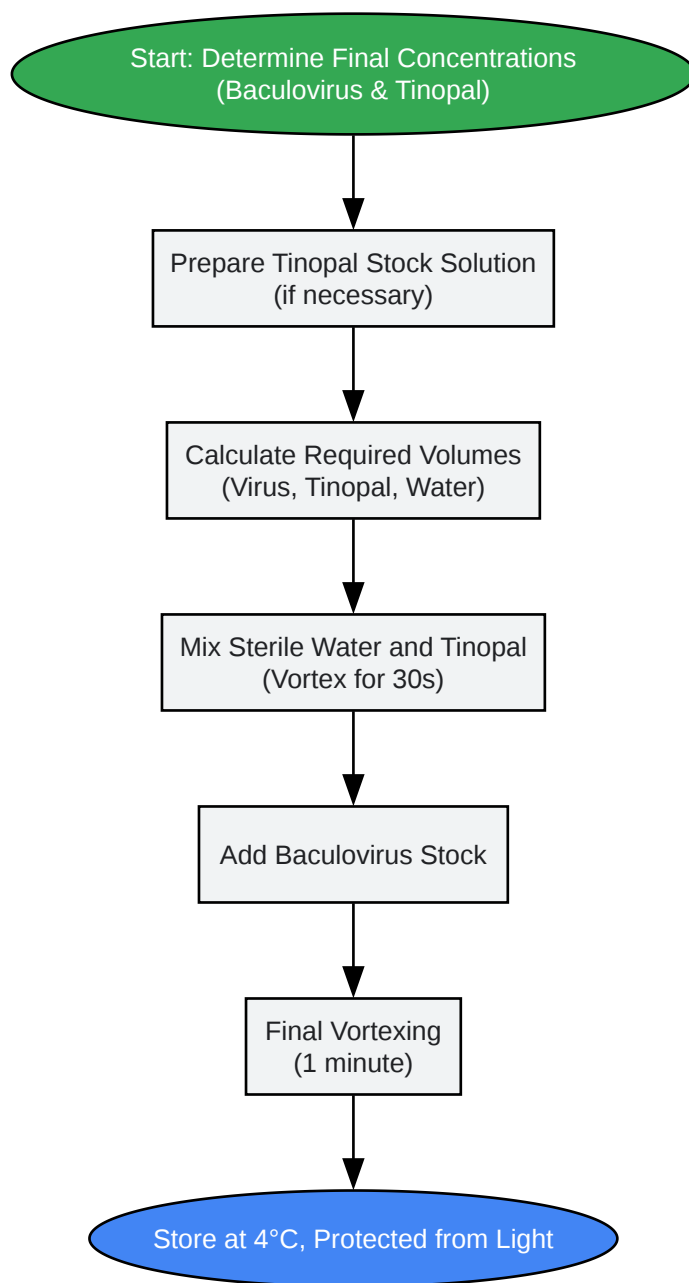 Start: Determine Final Concentrations
(Baculovirus & Tinopal)
Prepare Tinopal Stock Solution
(if necessary)
Calculate Required Volumes
(Virus, Tinopal, Water)
Mix Sterile Water and Tinopal
(Vortex for 30s)
Add Baculovirus Stock
Final Vortexing
(1 minute)
Store at 4°C, Protected from Light